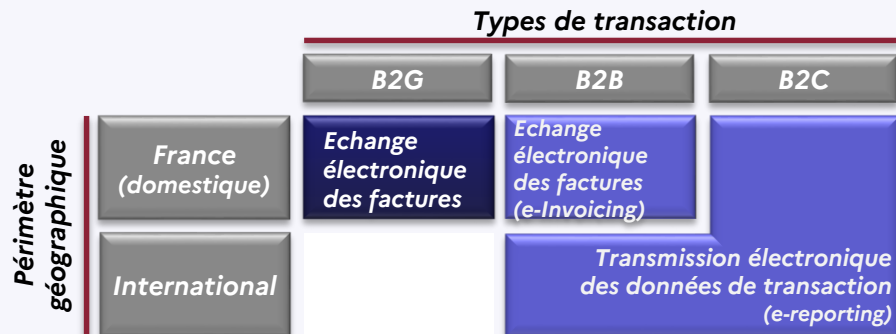 Types de transaction
B2G
B2B
B2C
Périmètre
géographique
France
(domestique)
Echange
électronique
des factures
Echange
électronique
des factures
(e-Invoicing)
International
Transmission électronique
des données de transaction
(e-reporting)